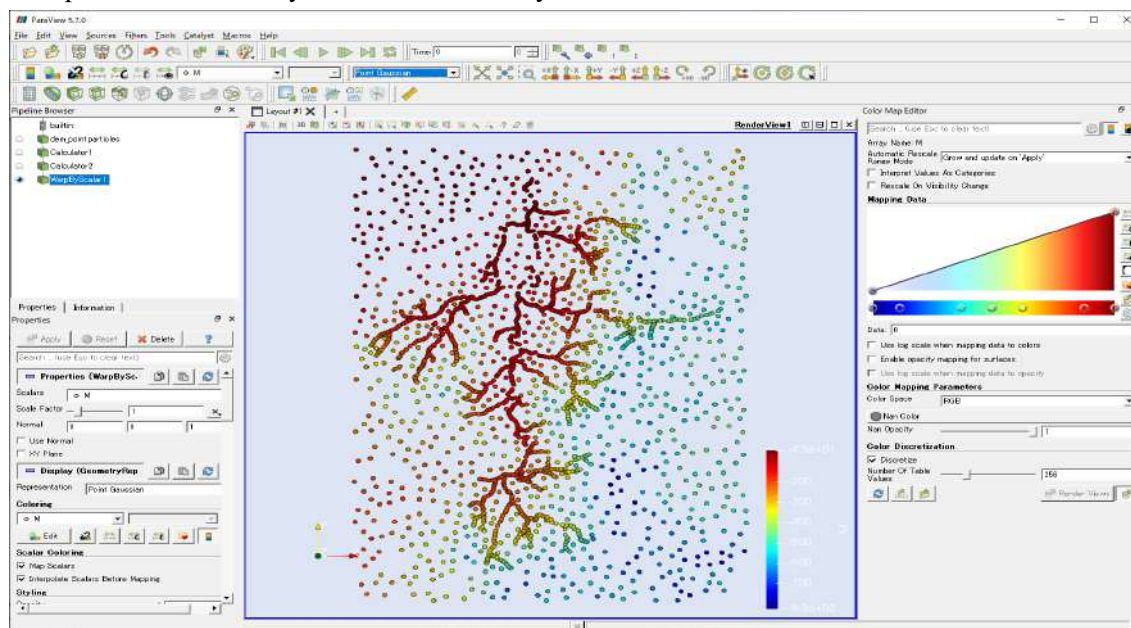 ParaView 5.7.0
File Edit View Sources Filters Tools Catalyst Macros Help
Time: 0
M
Point Gaussian
Pipeline Browser
Layout #1
Color Map Editor
builtin:
RenderView1
Search ... (use Esc to clear text)
dem_point particles
Array Name: M
Calculator1
Automatic Rescale Range Mode
Grow and update on 'Apply'
Calculator2
Interpret Values As Categories
WarpByScalar1
Rescale On Visibility Change
Mapping Data
Properties Information
Properties
Apply Reset Delete ?
Data: 0
Search ... (use Esc to clear text)
Use log scale when mapping data to colors
Enable opacity mapping for surfaces
Properties (WarpBySc.
Use log scale when mapping data to opacity
Scalars M
Color Mapping Parameters
Color Space RGB
Scale Factor 1
Nan Color
Normal
Nan Opacity 1
Use Normal
Color Discretization
XY Plane
Discretize
Display (GeometryRep
Number Of Table Values 256
Representation Point Gaussian
Render Views
Coloring
M
Edit
Scalar Coloring
Map Scalars
Interpolate Scalars Before Mapping
Styling